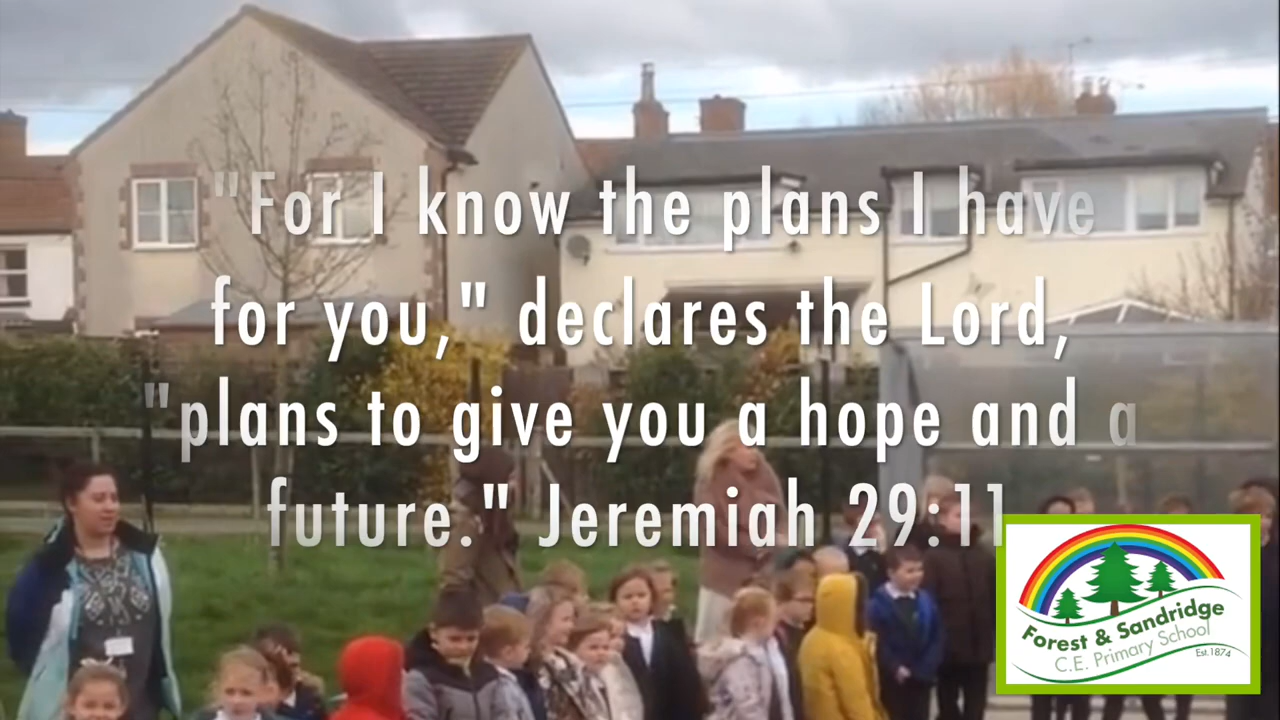 "For I know the plans I have
for you," declares the Lord,
"plans to give you a hope and a
future." Jeremiah 29:11
Forest & Sandridge
C.E. Primary School
Est.1874